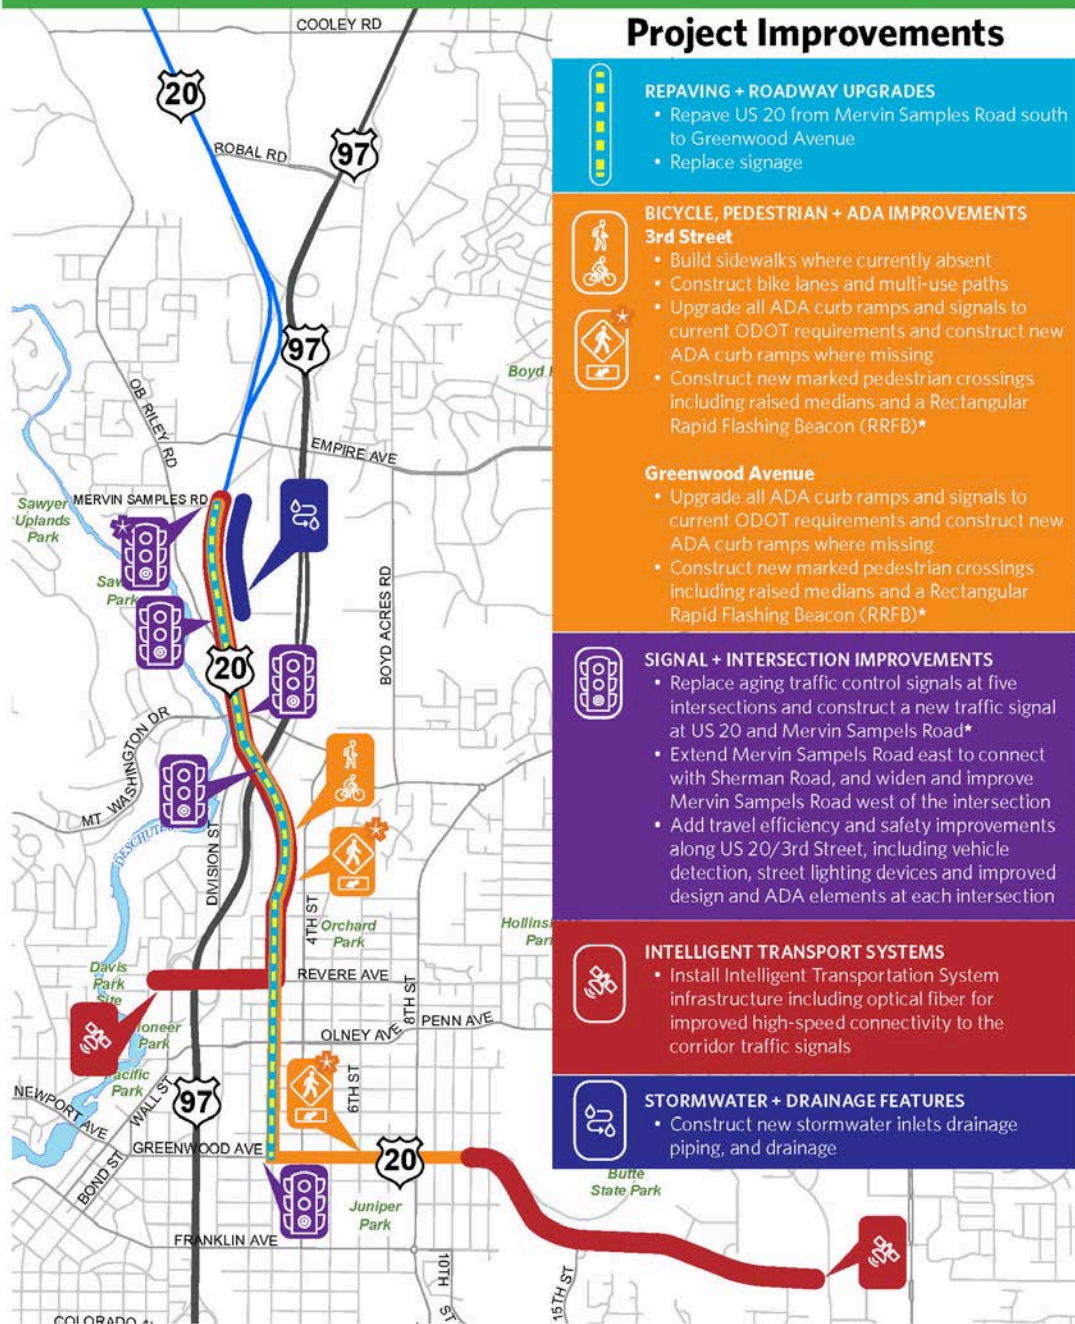 Project Improvements
REPAVING + ROADWAY UPGRADES
• Repave US 20 from Mervin Samples Road south
to Greenwood Avenue
• Replace signage
BICYCLE, PEDESTRIAN + ADA IMPROVEMENTS
3rd Street
• Build sidewalks where currently absent
• Construct bike lanes and multi-use paths
• Upgrade all ADA curb ramps and signals to
current ODOT requirements and construct new
ADA curb ramps where missing
• Construct new marked pedestrian crossings
including raised medians and a Rectangular
Rapid Flashing Beacon (RRFB)★
Greenwood Avenue
• Upgrade all ADA curb ramps and signals to
current ODOT requirements and construct new
ADA curb ramps where missing
• Construct new marked pedestrian crossings
including raised medians and a Rectangular
Rapid Flashing Beacon (RRFB)★
SIGNAL + INTERSECTION IMPROVEMENTS
• Replace aging traffic control signals at five
intersections and construct a new traffic signal
at US 20 and Mervin Sampels Road★
• Extend Mervin Sampels Road east to connect
with Sherman Road, and widen and improve
Mervin Sampels Road west of the intersection
• Add travel efficiency and safety improvements
along US 20/3rd Street, including vehicle
detection, street lighting devices and improved
design and ADA elements at each intersection
INTELLIGENT TRANSPORT SYSTEMS
• Install Intelligent Transportation System
infrastructure including optical fiber for
improved high-speed connectivity to the
corridor traffic signals
STORMWATER + DRAINAGE FEATURES
• Construct new stormwater inlets drainage
piping, and drainage
COOLEY RD
20
97
ROBAL RD
97
Boyd
OB RILEY RD
EMPIRE AVE
MERVIN SAMPLES RD
Sawyer
Uplands
Park
Saw
Park
BOYD ACRES RD
20
MT WASHINGTON DR
DESCHUTE
DIVISION ST
4TH ST
Orchard
Park
Hollins
Par
Davis
Park
Site
REVERE AVE
8TH ST
PENN AVE
OLNEY AVE
ioneer
Park
acific
Park
6TH ST
WALL ST
97
NEWPORT AVE
GREENWOOD AVE
20
BOND ST
Butte
State Park
Juniper
Park
FRANKLIN AVE
10TH ST
15TH ST
COLORADO A